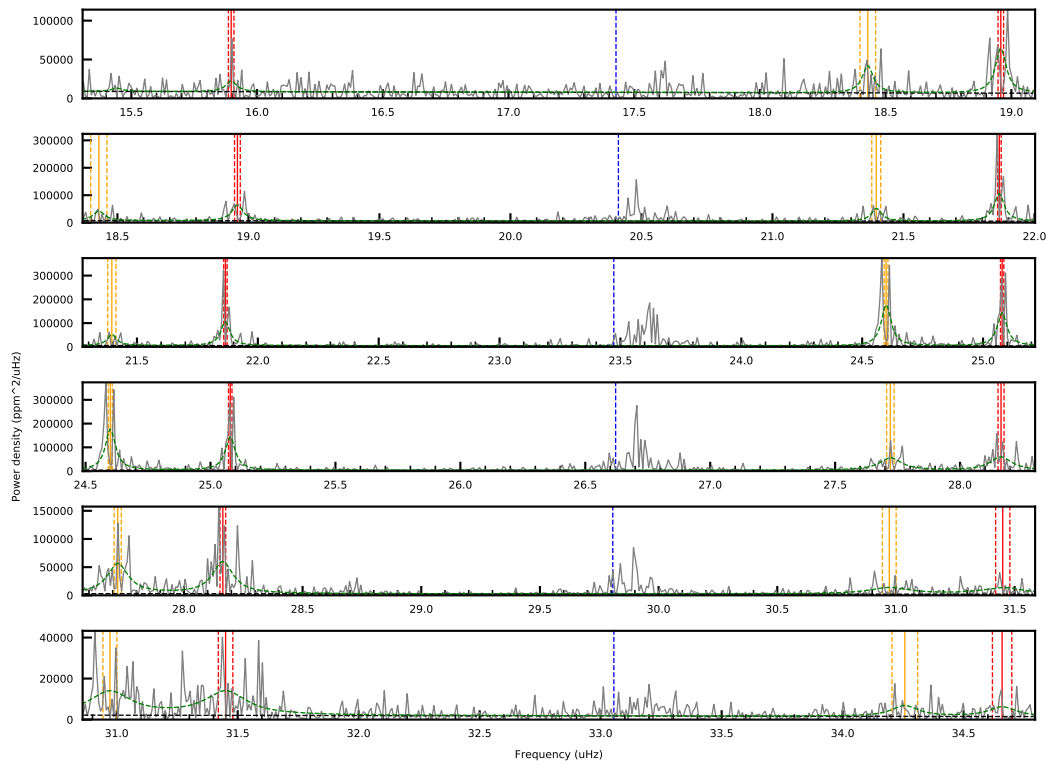 100000
50000
0
15.5 16.0 16.5 17.0 17.5 18.0 18.5 19.0
300000
200000
100000
0
18.5 19.0 19.5 20.0 20.5 21.0 21.5 22.0
300000
200000
100000
0
21.5 22.0 22.5 23.0 23.5 24.0 24.5 25.0
Power density (ppm^2/uHz)
300000
200000
100000
0
24.5 25.0 25.5 26.0 26.5 27.0 27.5 28.0
150000
100000
50000
0
28.0 28.5 29.0 29.5 30.0 30.5 31.0 31.5
40000
20000
0
31.0 31.5 32.0 32.5 33.0 33.5 34.0 34.5
Frequency (uHz)